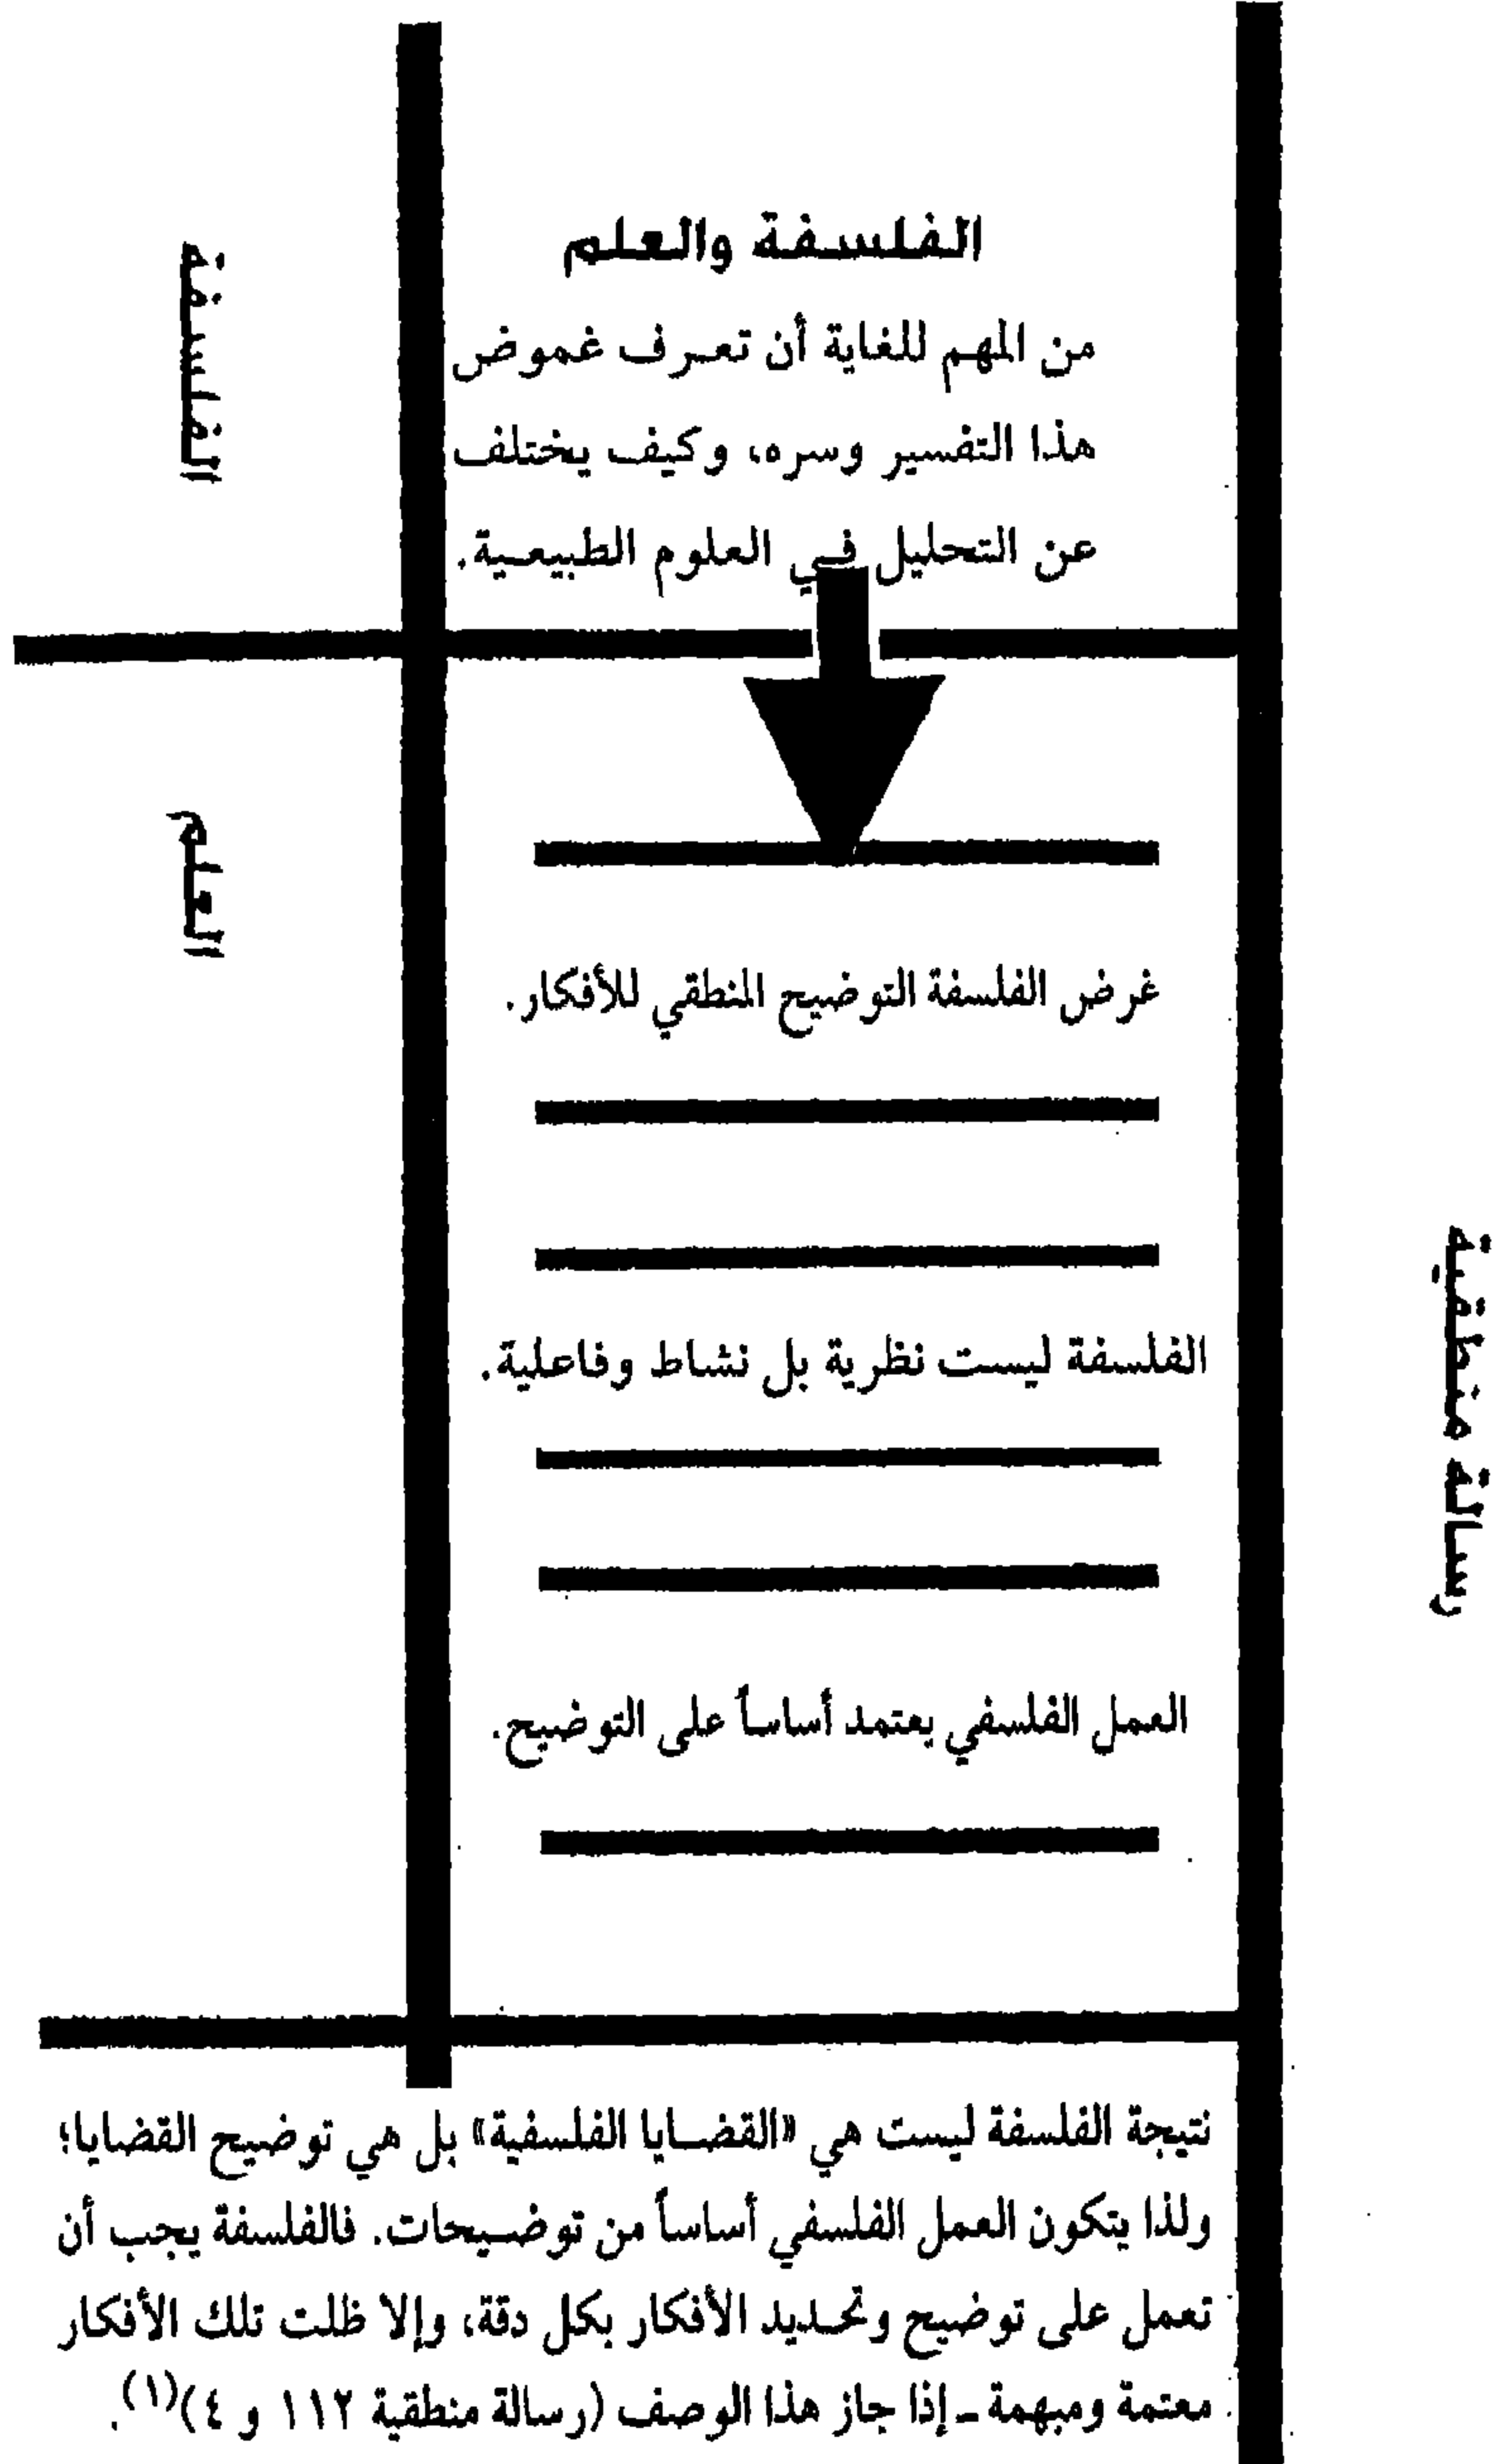 الفلسفة والعلم
من المهم للغاية أن تعرف غموض
هذا التفسير وسره، وكيف يختلف
عن التحليل في العلوم الطبيعية.
الفلسفة
العلم
غرض الفلسفة التوضيح المنطقي للأفكار.
الفلسفة ليست نظرية بل نشاط وفاعلية.
رسالة منطقية
العمل الفلسفي يعتمد أساساً على التوضيح.
نتيجة الفلسفة ليست هي «القضايا الفلسفية» بل هي توضيح القضايا؛
ولذا يتكون العمل الفلسفي أساساً من توضيحات. فالفلسفة يجب أن
تعمل على توضيح وتحديد الأفكار بكل دقة، وإلا ظلت تلك الأفكار
معتمة ومبهمة ـ إذا جاز هذا الوصف (رسالة منطقية ١١٢ و ٤)(١).